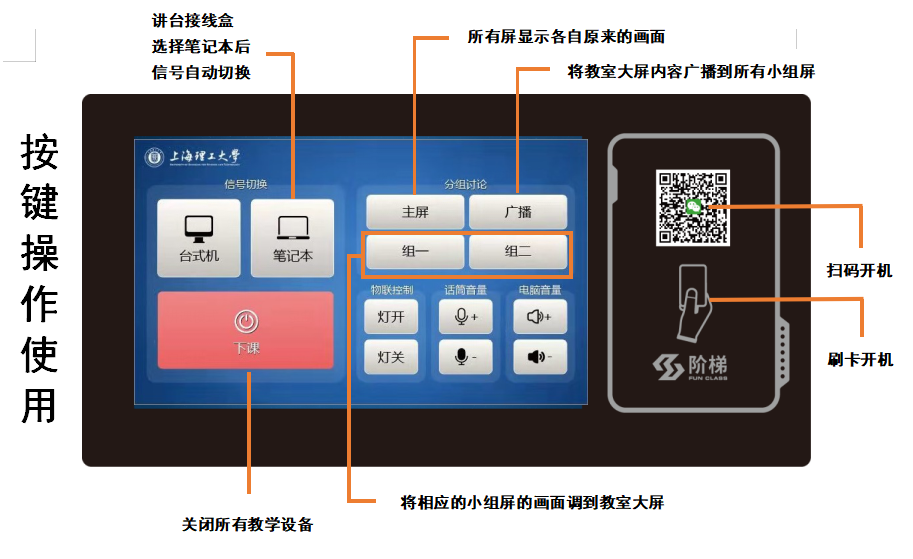 讲台接线盒
选择笔记本后
信号自动切换
所有屏显示各自原来的画面
将教室大屏内容广播到所有小组屏
按键操作使用
上海理工大学
信号切换
分组讨论
主屏
广播
台式机
笔记本
组一
组二
物联控制
话筒音量
电脑音量
灯开
+
+
下课
灯关
-
-
扫码开机
阶梯
FUN CLASS
刷卡开机
将相应的小组屏的画面调到教室大屏
关闭所有教学设备